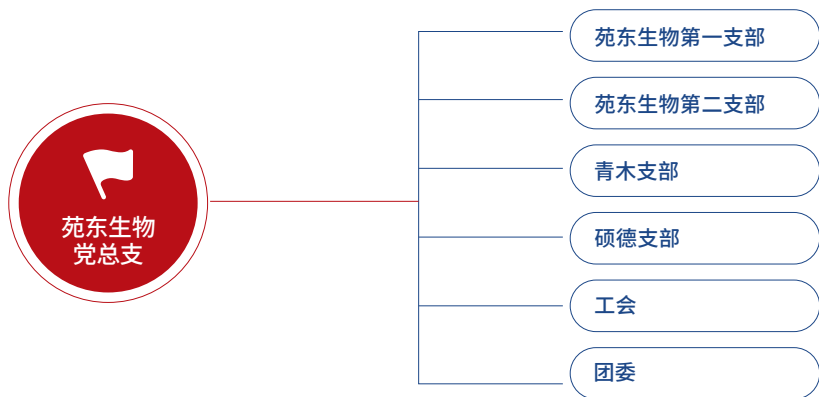 苑东生物
党总支
苑东生物第一支部
苑东生物第二支部
青木支部
硕德支部
工会
团委